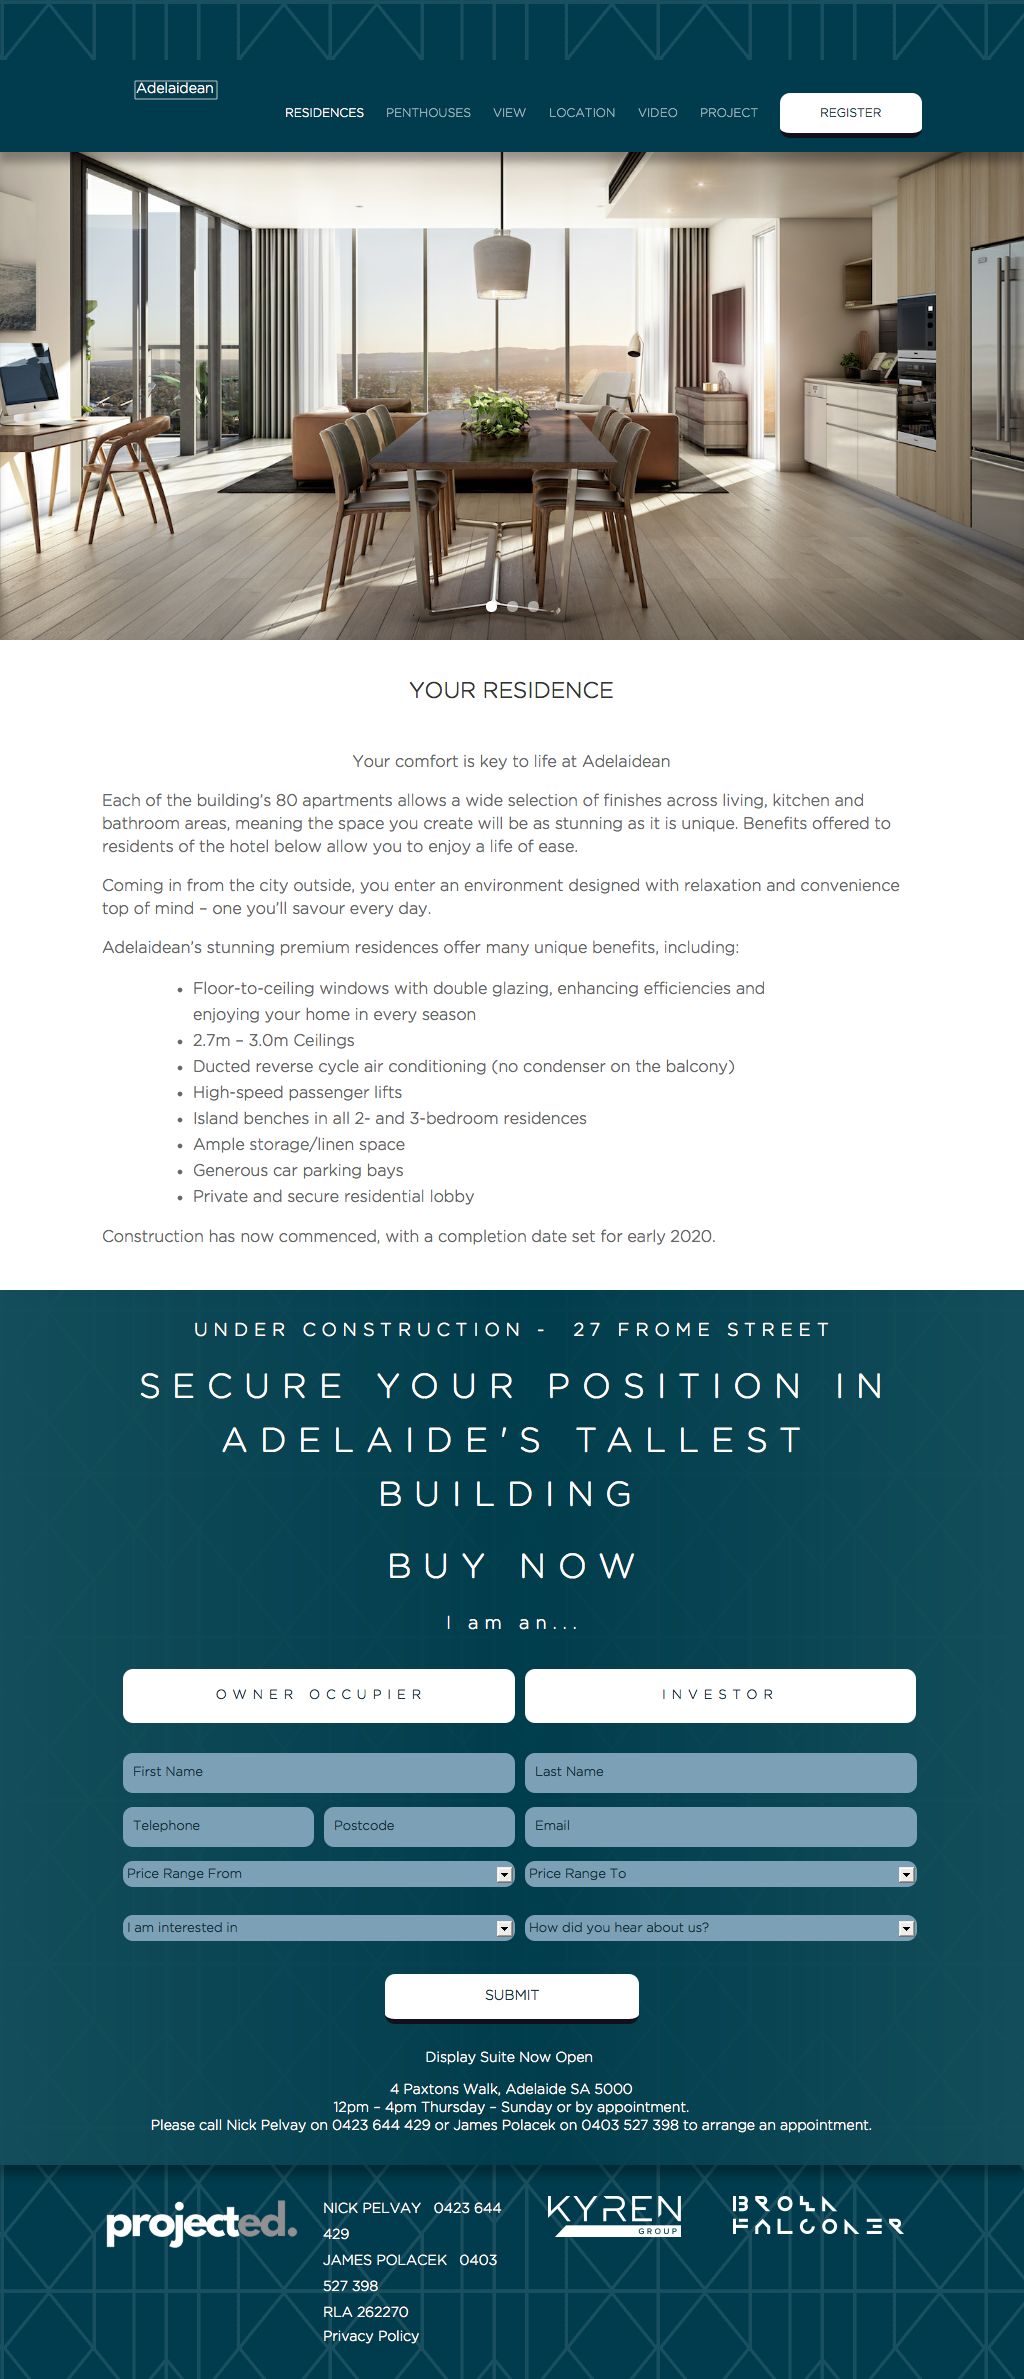 Adelaidean
RESIDENCES PENTHOUSES VIEW LOCATION VIDEO PROJECT REGISTER
YOUR RESIDENCE
Your comfort is key to life at Adelaidean
Each of the building's 80 apartments allows a wide selection of finishes across living, kitchen and
bathroom areas, meaning the space you create will be as stunning as it is unique. Benefits offered to
residents of the hotel below allow you to enjoy a life of ease.
Coming in from the city outside, you enter an environment designed with relaxation and convenience
top of mind – one you'll savour every day.
Adelaidean's stunning premium residences offer many unique benefits, including:
• Floor-to-ceiling windows with double glazing, enhancing efficiencies and
enjoying your home in every season
• 2.7m – 3.0m Ceilings
• Ducted reverse cycle air conditioning (no condenser on the balcony)
• High-speed passenger lifts
• Island benches in all 2- and 3-bedroom residences
• Ample storage/linen space
• Generous car parking bays
• Private and secure residential lobby
Construction has now commenced, with a completion date set for early 2020.
UNDER CONSTRUCTION - 27 FROME STREET
SECURE YOUR POSITION IN
ADELAIDE'S TALLEST
BUILDING
BUY NOW
I am an...
OWNER OCCUPIER INVESTOR
First Name Last Name
Telephone Postcode Email
Price Range From Price Range To
I am interested in How did you hear about us?
SUBMIT
Display Suite Now Open
4 Paxtons Walk, Adelaide SA 5000
12pm – 4pm Thursday – Sunday or by appointment.
Please call Nick Pelvay on 0423 644 429 or James Polacek on 0403 527 398 to arrange an appointment.
projected.
NICK PELVAY 0423 644
429
JAMES POLACEK 0403
527 398
RLA 262270
Privacy Policy
KYREN
GROUP
BROWN
FALCONER